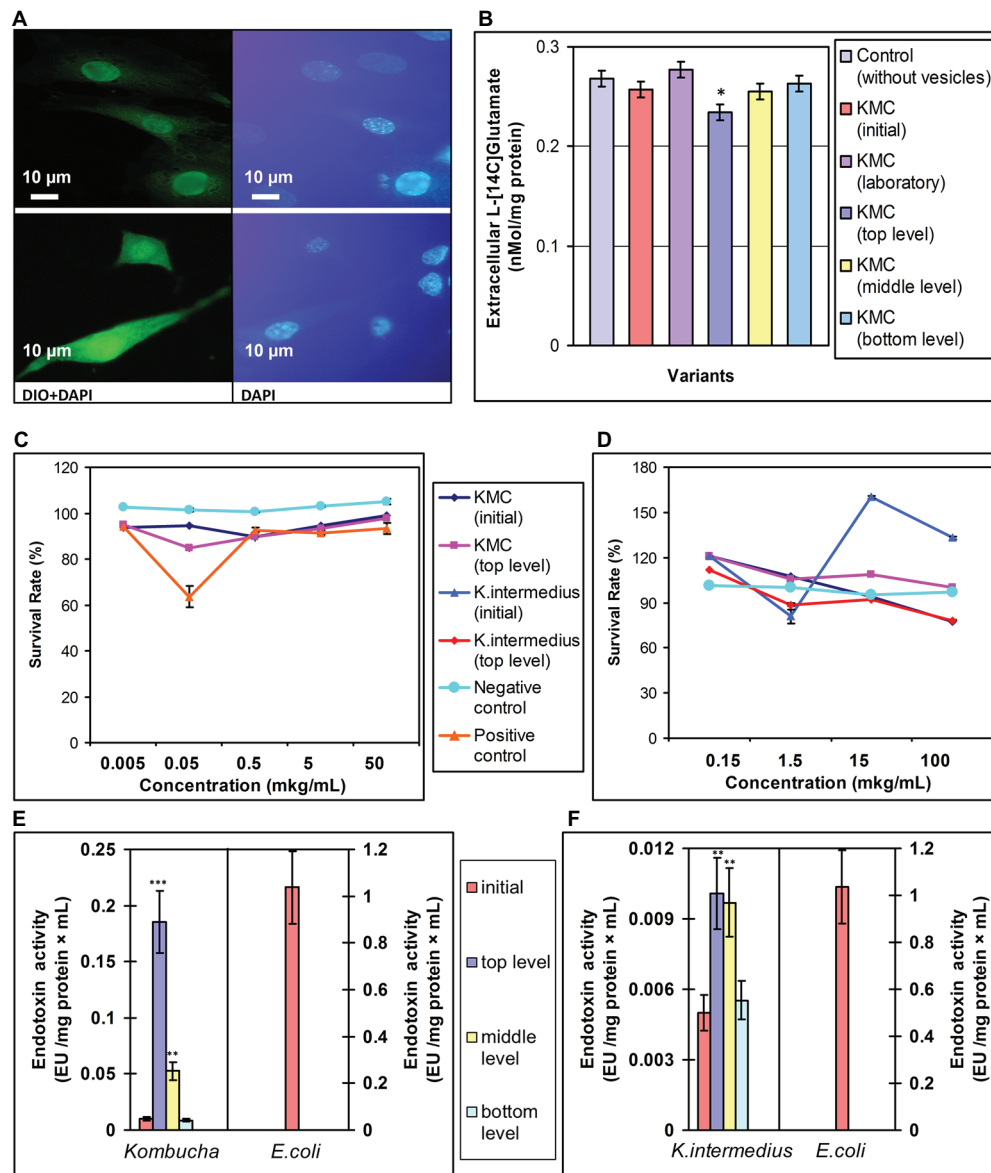 A
10 µm
10 µm
10 µm
10 µm
DIO+DAPI
DAPI
B
Extracellular L-[14C]Glutamate
(nMol/mg protein)
0.3
0.2
0.1
0
*
Variants
Control
(without vesicles)
KMC
(initial)
KMC
(laboratory)
KMC
(top level)
KMC
(middle level)
KMC
(bottom level)
C
Survival Rate (%)
120
100
80
60
40
20
0
0.005 0.05 0.5 5 50
Concentration (mkg/mL)
KMC
(initial)
KMC
(top level)
K.intermedius
(initial)
K.intermedius
(top level)
Negative
control
Positive
control
D
Survival Rate (%)
180
150
120
90
60
30
0
0.15 1.5 15 100
Concentration (mkg/mL)
E
Endotoxin activity
(EU /mg protein × mL)
0.25
0.2
0.15
0.1
0.05
0
***
**
Kombucha E.coli
1.2
1
0.8
0.6
0.4
0.2
0
Endotoxin activity
(EU /mg protein × mL)
initial
top level
middle
level
bottom
level
F
Endotoxin activity
(EU /mg protein × mL)
0.012
0.009
0.006
0.003
0
**
**
K.intermedius E.coli
1.2
1
0.8
0.6
0.4
0.2
0
Endotoxin activity
(EU /mg protein × mL)